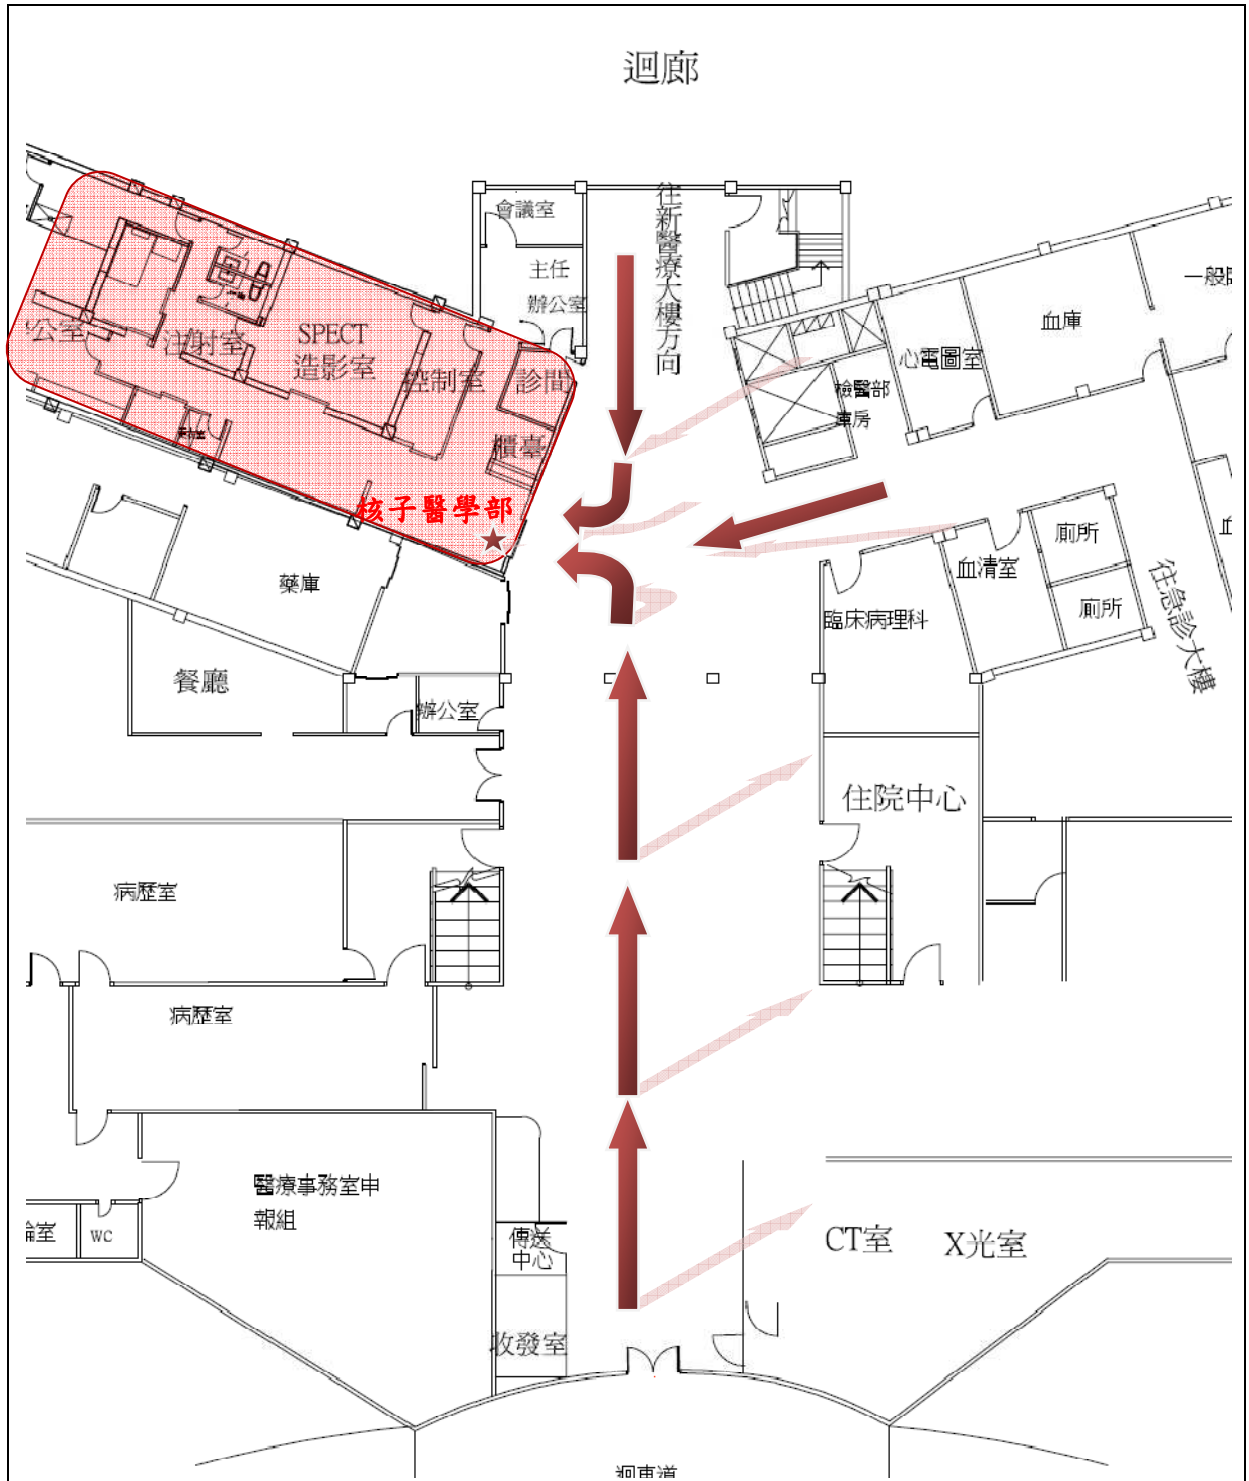 迴廊
往新醫療大樓方向
會議室
主任
辦公室
公室
注射室
SPECT
造影室
控制室
診間
櫃臺
核子醫學部
心電圖室
血庫
一般
檢醫部
庫房
血清室
廁所
廁所
往急診大樓
臨床病理科
藥庫
餐廳
辦公室
住院中心
病歷室
病歷室
醫療事務室申
報組
WC
傳送
中心
收發室
CT室
X光室
迴車道